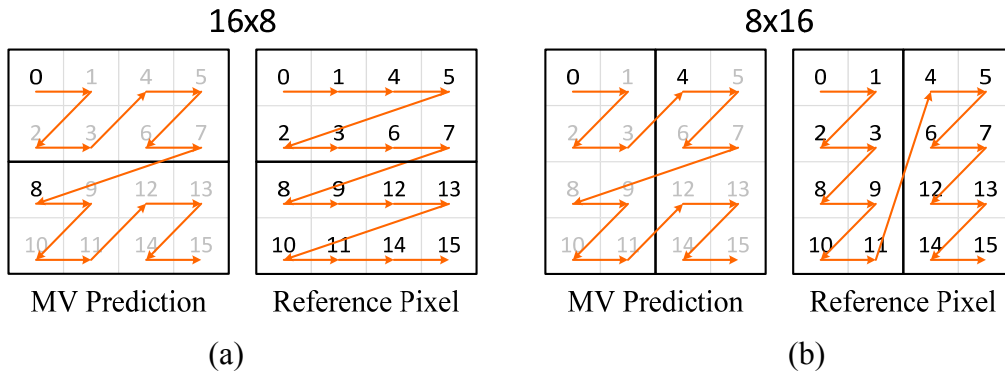 16x8 8x16
0 1 4 5 0 1 4 5 0 1 4 5 0 1 4 5
2 3 6 7 2 3 6 7 2 3 6 7 2 3 6 7
8 9 12 13 8 9 12 13 8 9 12 13 8 9 12 13
10 11 14 15 10 11 14 15 10 11 14 15 10 11 14 15
MV Prediction Reference Pixel MV Prediction Reference Pixel
(a) (b)